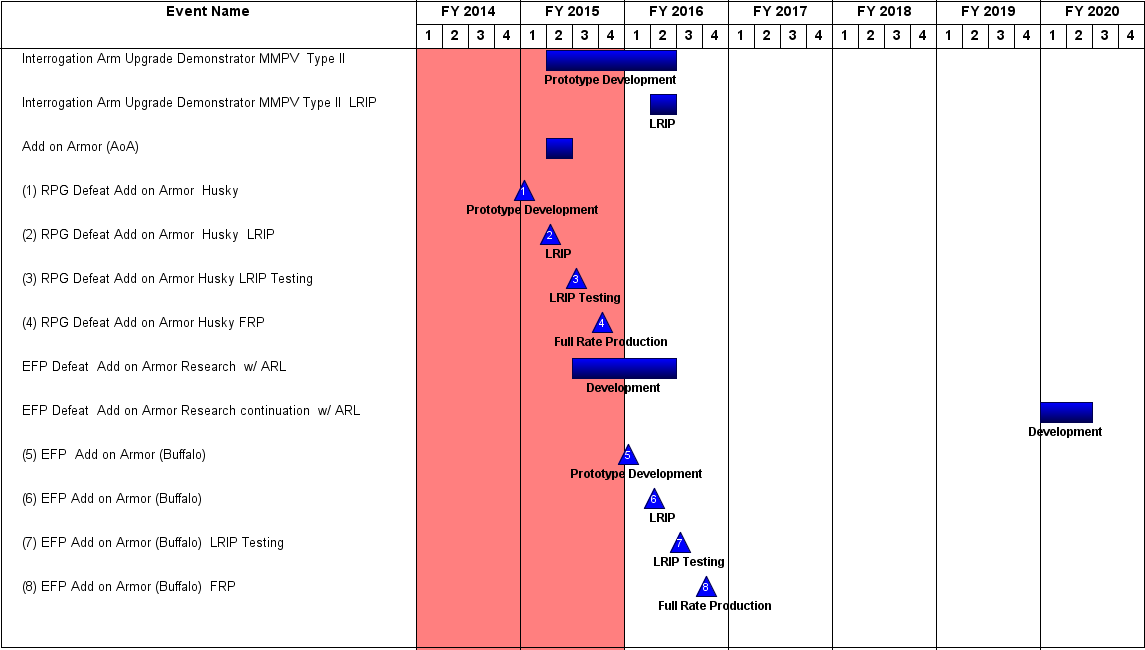 Event Name FY 2014 FY 2015 FY 2016 FY 2017 FY 2018 FY 2019 FY 2020
1 2 3 4 1 2 3 4 1 2 3 4 1 2 3 4 1 2 3 4 1 2 3 4 1 2 3 4
Interrogation Arm Upgrade Demonstrator MMPV Type II
Prototype Development
Interrogation Arm Upgrade Demonstrator MMPV Type II LRIP
LRIP
Add on Armor (AoA)
(1) RPG Defeat Add on Armor Husky 1
Prototype Development
(2) RPG Defeat Add on Armor Husky LRIP 2
LRIP
(3) RPG Defeat Add on Armor Husky LRIP Testing 3
LRIP Testing
(4) RPG Defeat Add on Armor Husky FRP 4
Full Rate Production
EFP Defeat Add on Armor Research w/ ARL
Development
EFP Defeat Add on Armor Research continuation w/ ARL
Development
(5) EFP Add on Armor (Buffalo) 5
Prototype Development
(6) EFP Add on Armor (Buffalo) 6
LRIP
(7) EFP Add on Armor (Buffalo) LRIP Testing 7
LRIP Testing
(8) EFP Add on Armor (Buffalo) FRP 8
Full Rate Production